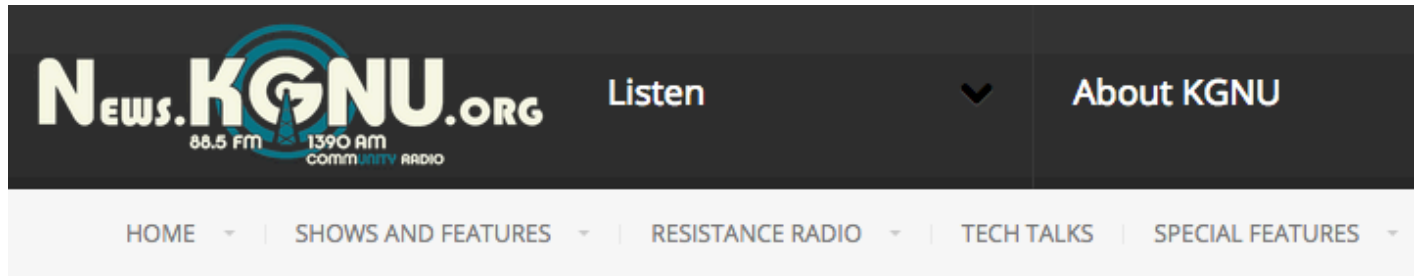 News.KGNU.org
88.5 FM 1390 AM
community radio
Listen
About KGNU
HOME SHOWS AND FEATURES RESISTANCE RADIO TECH TALKS SPECIAL FEATURES